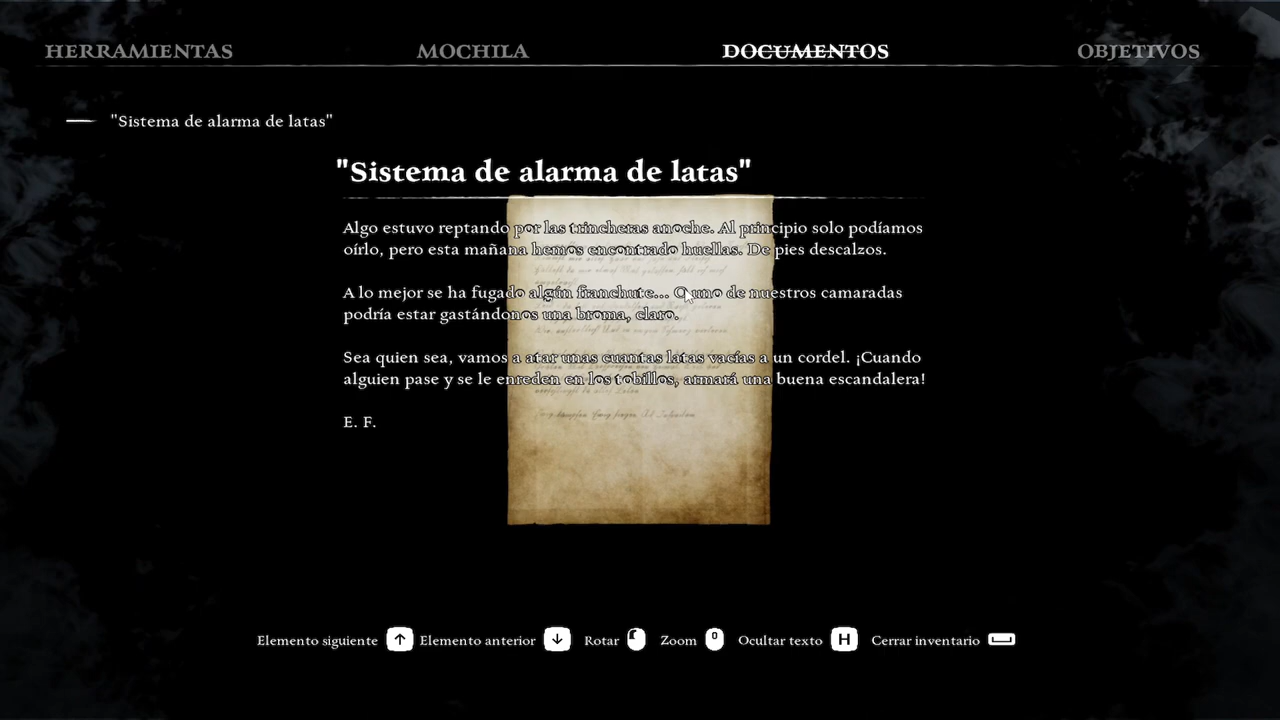 HERRAMIENTAS
MOCHILA
DOCUMENTOS
OBJETIVOS
"Sistema de alarma de latas"
"Sistema de alarma de latas"
Algo estuvo reptando por las trincheras anoche. Al principio solo podíamos
oírlo, pero esta mañana hemos encontrado huellas. De pies descalzos.
A lo mejor se ha fugado algún franchute... O uno de nuestros camaradas
podría estar gastándonos una broma, claro.
Sea quien sea, vamos a atar unas cuantas latas vacías a un cordel. ¡Cuando
alguien pase y se le enreden en los tobillos, armará una buena escandalera!
E. F.
Elemento siguiente ↑ Elemento anterior ↓ Rotar Zoom Ocultar texto H Cerrar inventario